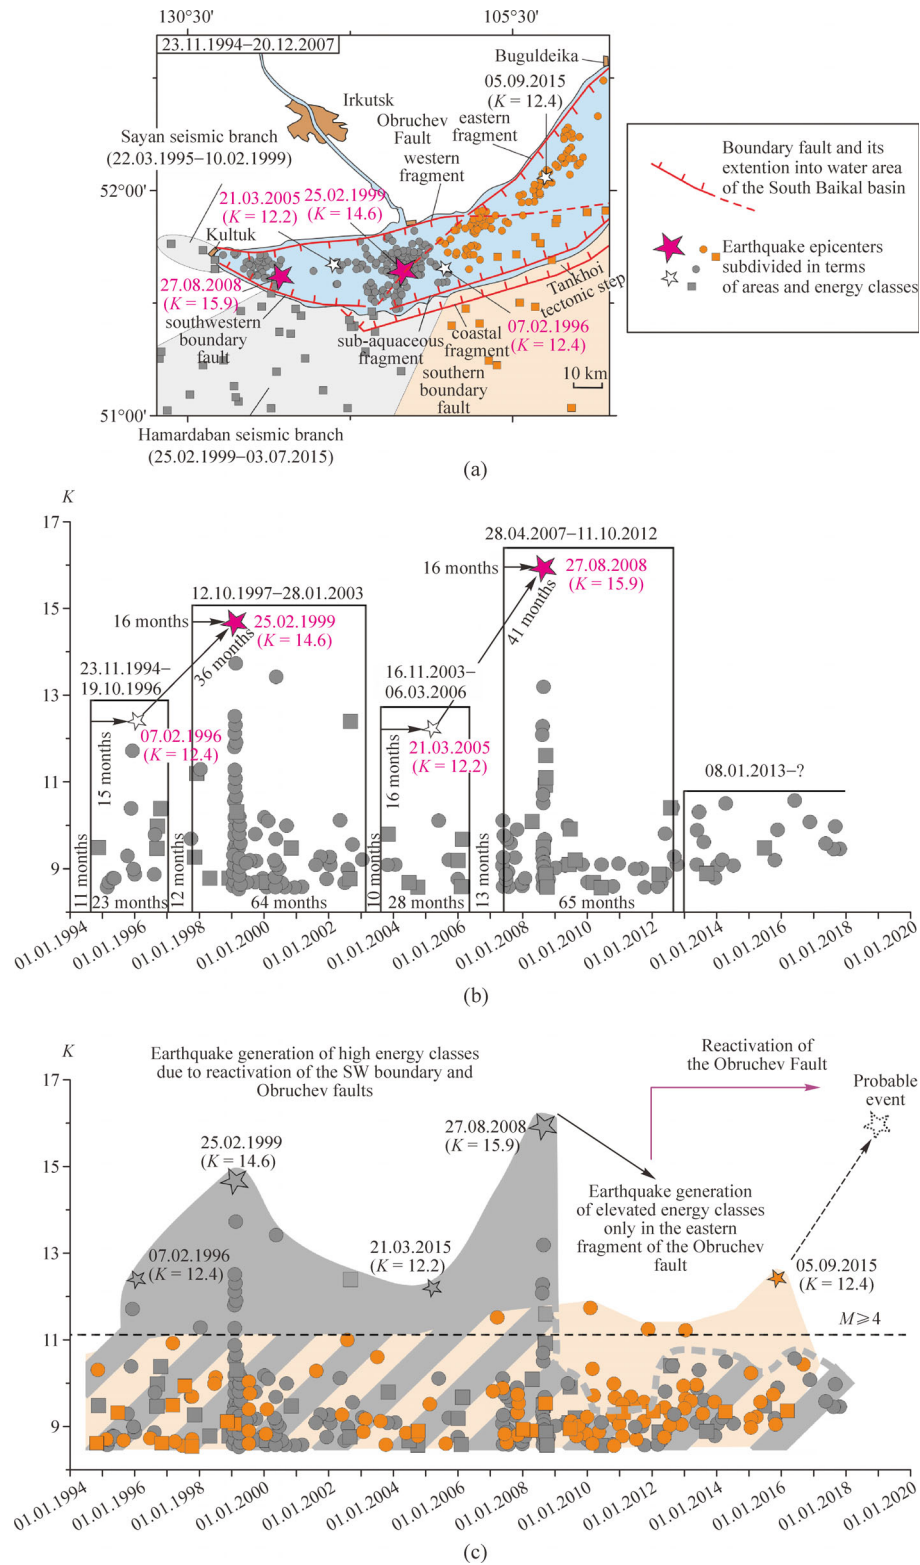 130°30'
105°30'
23.11.1994–20.12.2007
Buguldeika
05.09.2015
(K = 12.4)
Irkutsk
Obruchev
Fault
eastern
fragment
western
fragment
Sayan seismic branch
(22.03.1995–10.02.1999)
52°00'
21.03.2005
(K = 12.2)
25.02.1999
(K = 14.6)
Kultuk
27.08.2008
(K = 15.9)
southwestern
boundary
fault
sub-aquaceous
fragment
coastal
fragment
southern
boundary
fault
Tankhoi
tectonic step
07.02.1996
(K = 12.4)
10 km
51°00'
Hamardaban seismic branch
(25.02.1999–03.07.2015)
Boundary fault and its
extention into water area
of the South Baikal basin
Earthquake epicenters
subdivided in terms
of areas and energy classes
(a)
K
17
15
13
11
9
28.04.2007–11.10.2012
16 months
27.08.2008
(K = 15.9)
41 months
12.10.1997–28.01.2003
16 months
25.02.1999
(K = 14.6)
36 months
23.11.1994–
19.10.1996
07.02.1996
(K = 12.4)
15 months
16.11.2003–
06.03.2006
21.03.2005
(K = 12.2)
16 months
08.01.2013–?
11 months
23 months
12 months
64 months
10 months
28 months
13 months
65 months
01.01.1994
01.01.1996
01.01.1998
01.01.2000
01.01.2002
01.01.2004
01.01.2006
01.01.2008
01.01.2010
01.01.2012
01.01.2014
01.01.2016
01.01.2018
01.01.2020
(b)
K
17
15
13
11
9
Earthquake generation of high energy classes
due to reactivation of the SW boundary and
Obruchev faults
Reactivation of
the Obruchev Fault
Probable
event
25.02.1999
(K = 14.6)
27.08.2008
(K = 15.9)
Earthquake generation
of elevated energy classes
only in the eastern
fragment of the Obruchev
fault
07.02.1996
(K = 12.4)
21.03.2015
(K = 12.2)
05.09.2015
(K = 12.4)
M⩾4
01.01.1994
01.01.1996
01.01.1998
01.01.2000
01.01.2002
01.01.2004
01.01.2006
01.01.2008
01.01.2010
01.01.2012
01.01.2014
01.01.2016
01.01.2018
01.01.2020
(c)